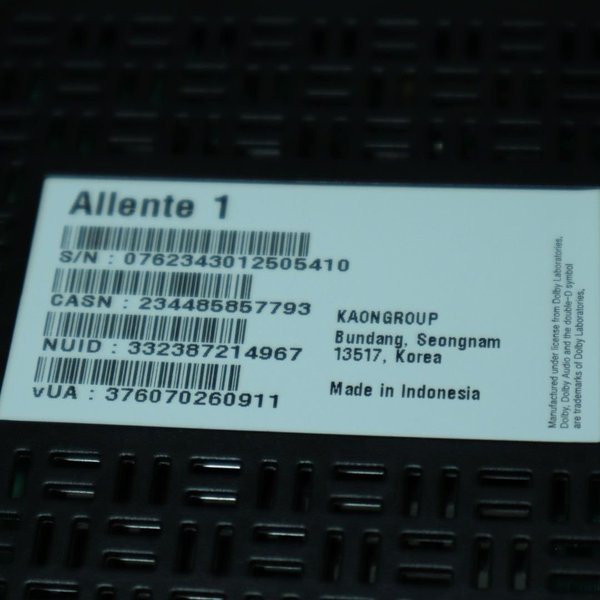 Allente 1
S/N : 0762343012505410
CASN : 234485857793
NUID : 332387214967
vUA : 376070260911
KAONGROUP
Bundang, Seongnam
13517, Korea
Made in Indonesia
Manufactured under license from Dolby Laboratories,
Dolby, Dolby Audio and the double-D symbol
are trademarks of Dolby Laboratories,